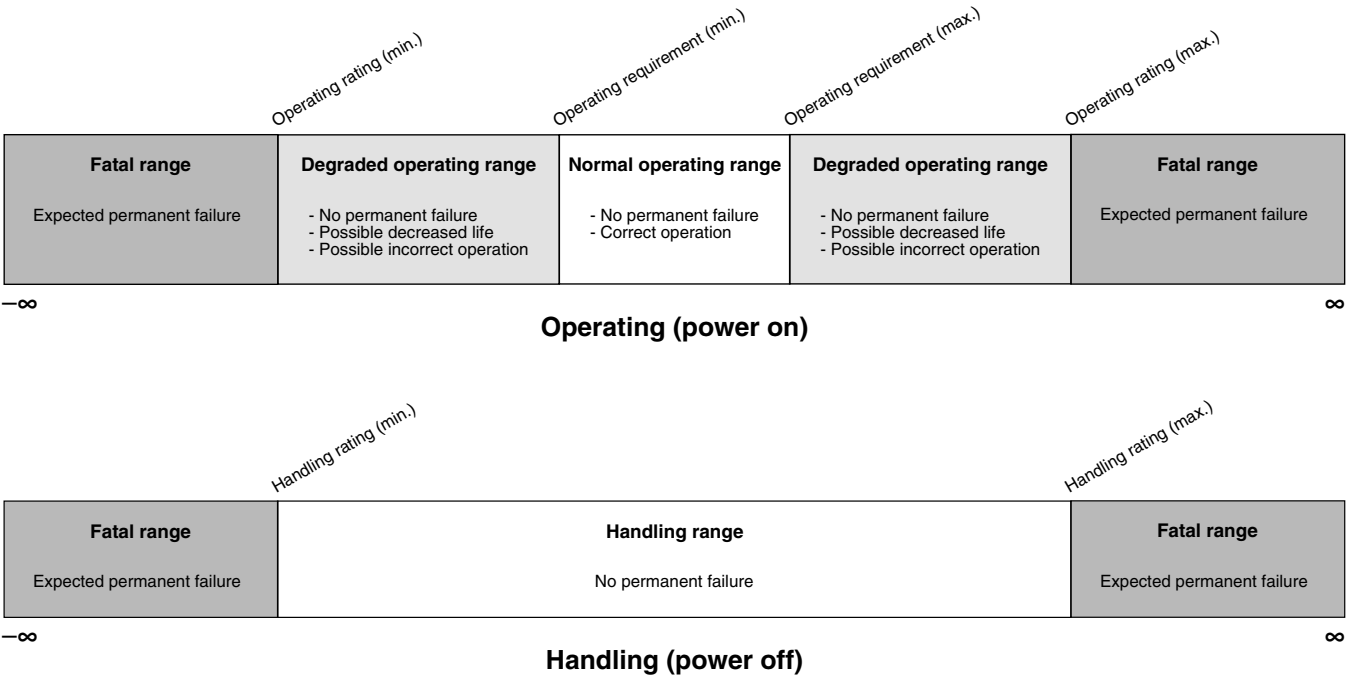 Operating rating (min.)
Operating requirement (min.)
Operating requirement (max.)
Operating rating (max.)
Fatal range
Expected permanent failure
Degraded operating range
- No permanent failure
- Possible decreased life
- Possible incorrect operation
Normal operating range
- No permanent failure
- Correct operation
Degraded operating range
- No permanent failure
- Possible decreased life
- Possible incorrect operation
Fatal range
Expected permanent failure
–∞
∞
Operating (power on)
Handling rating (min.)
Handling rating (max.)
Fatal range
Expected permanent failure
Handling range
No permanent failure
Fatal range
Expected permanent failure
–∞
∞
Handling (power off)